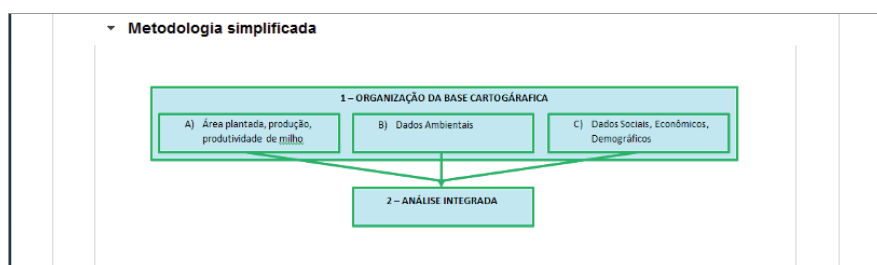 Metodologia simplificada
1 – ORGANIZAÇÃO DA BASE CARTOGÁRAFICA
A) Área plantada, produção,
produtividade de milho
B) Dados Ambientais
C) Dados Sociais, Econômicos,
Demográficos
2 – ANÁLISE INTEGRADA